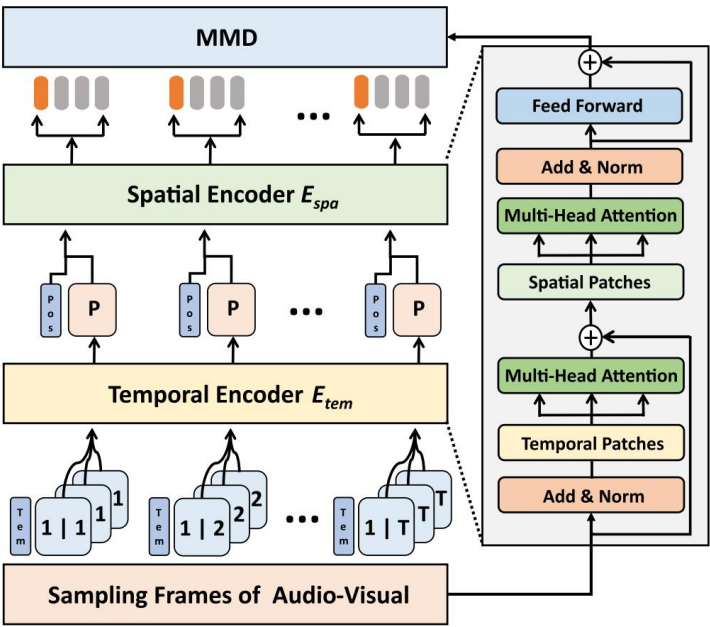 MMD
Spatial Encoder E_spa
Pos P
Pos P
...
Pos P
Temporal Encoder E_tem
Tem 1 | 1 1 1
Tem 1 | 2 2 2
...
Tem 1 | T T T
Sampling Frames of Audio-Visual
+
Feed Forward
Add & Norm
Multi-Head Attention
Spatial Patches
+
Multi-Head Attention
Temporal Patches
Add & Norm